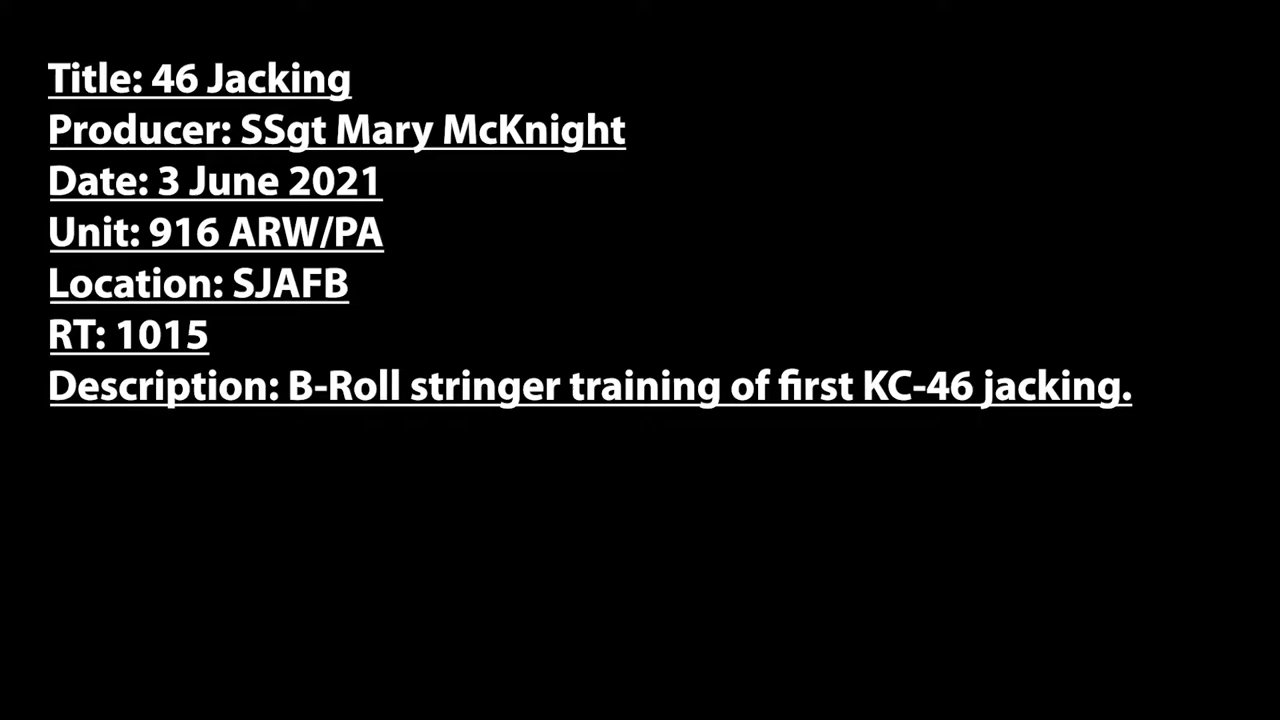 Title: 46 Jacking
Producer: SSgt Mary McKnight
Date: 3 June 2021
Unit: 916 ARW/PA
Location: SJAFB
RT: 1015
Description: B-Roll stringer training of first KC-46 jacking.